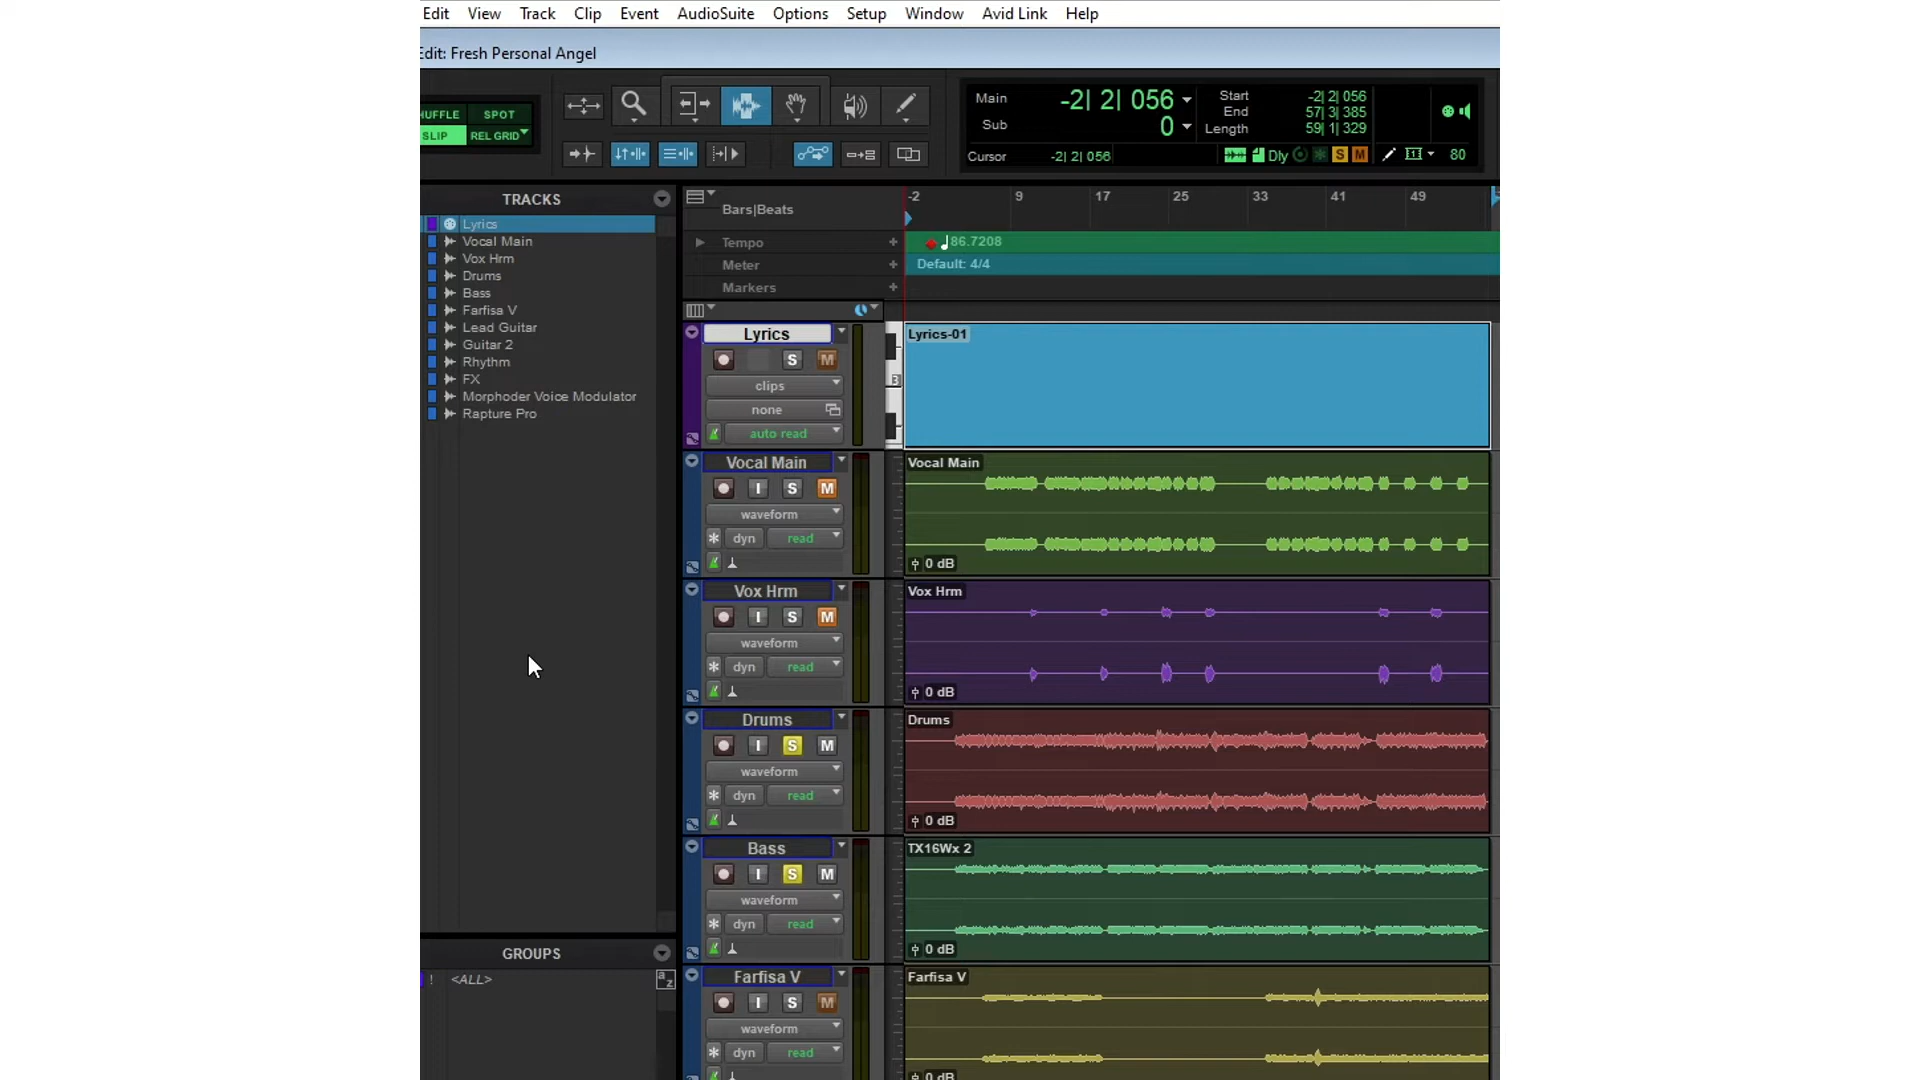 Edit View Track Clip Event AudioSuite Options Setup Window Avid Link Help
Edit: Fresh Personal Angel
HUFFLE SPOT
SLIP REL GRID
Main -2| 2| 056
Sub 0
Start -2| 2| 056
End 57| 3| 385
Length 59| 1| 329
Cursor -2| 2| 056
Dly S M 80
TRACKS
Lyrics
Vocal Main
Vox Hrm
Drums
Bass
Farfisa V
Lead Guitar
Guitar 2
Rhythm
FX
Morphoder Voice Modulator
Rapture Pro
GROUPS
! <ALL> a z
Bars|Beats -2 9 17 25 33 41 49
Tempo + 86.7208
Meter + Default: 4/4
Markers +
Lyrics
S M
clips
none
auto read
3
Lyrics-01
Vocal Main
I S M
waveform
dyn read
Vocal Main
0 dB
Vox Hrm
I S M
waveform
dyn read
Vox Hrm
0 dB
Drums
I S M
waveform
dyn read
Drums
0 dB
Bass
I S M
waveform
dyn read
TX16Wx 2
0 dB
Farfisa V
I S M
waveform
dyn read
Farfisa V
0 dB